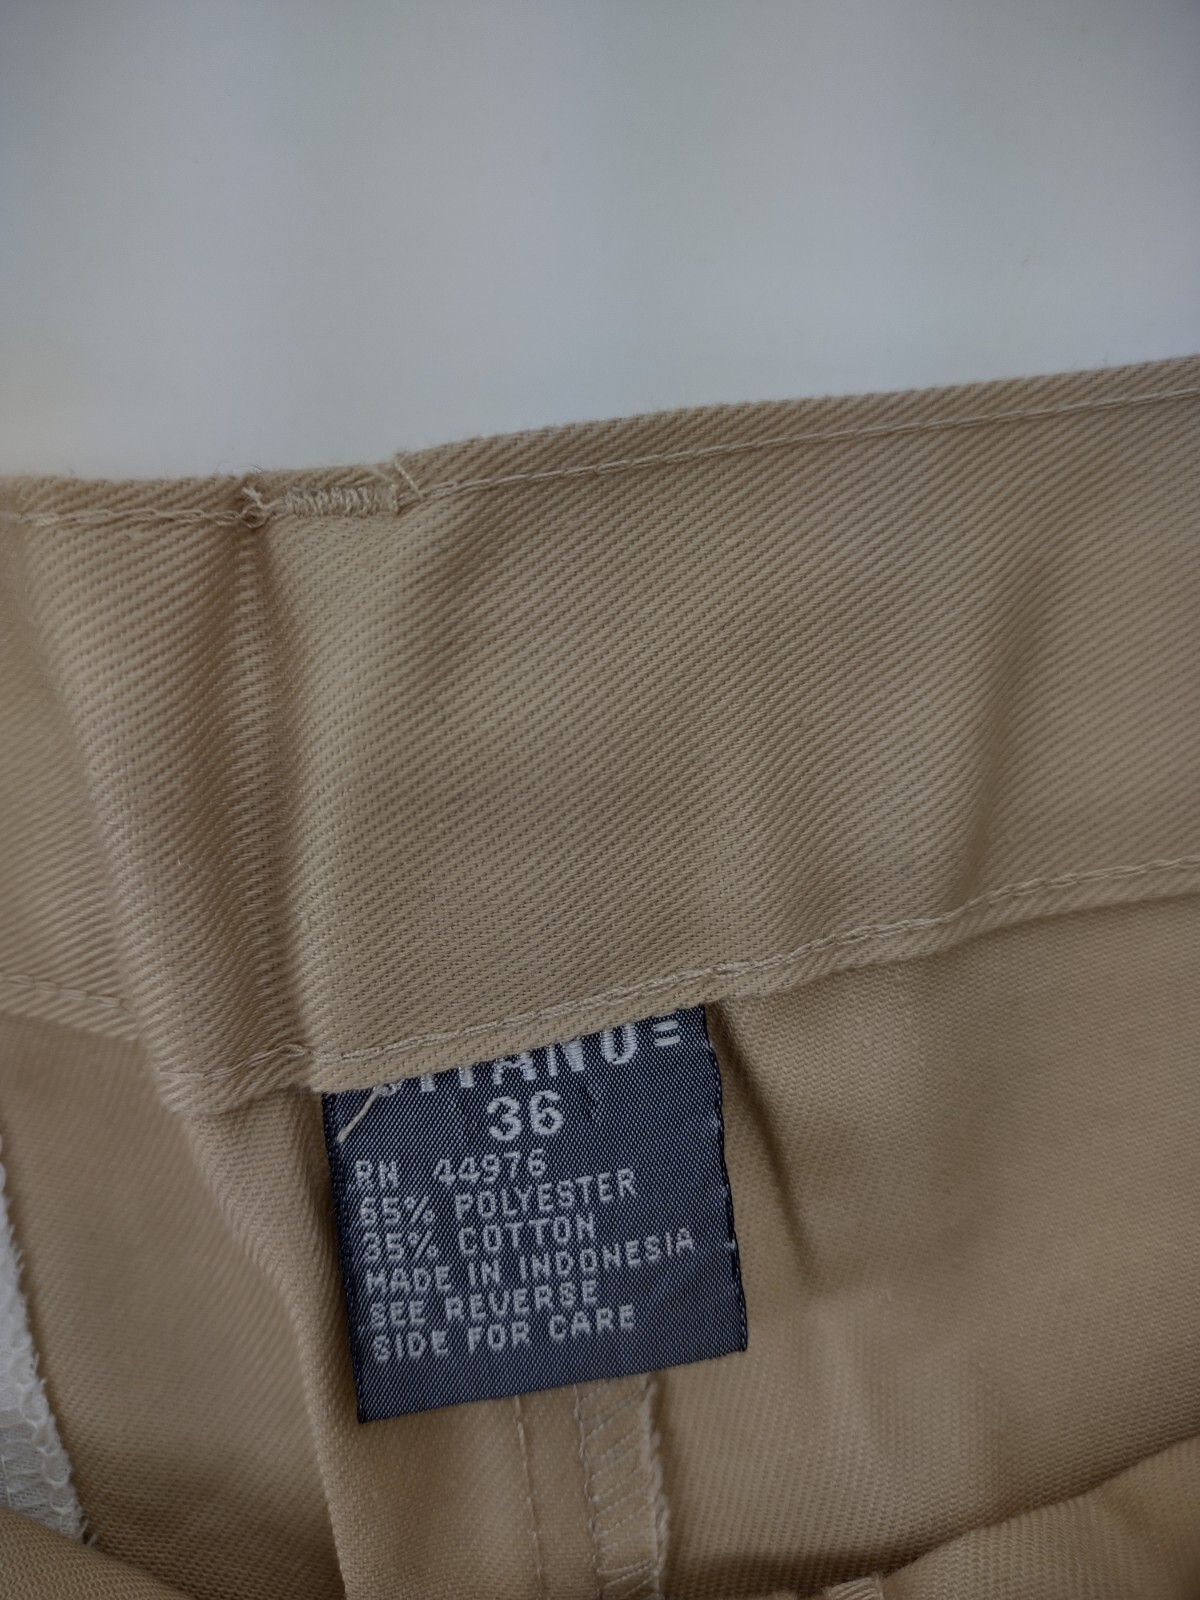 36
RN 44976
65% POLYESTER
35% COTTON
MADE IN INDONESIA
SEE REVERSE
SIDE FOR CARE